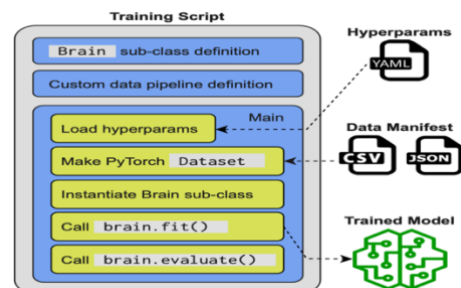 Training Script
Brain sub-class definition
Custom data pipeline definition
Main
Load hyperparams
Make PyTorch Dataset
Instantiate Brain sub-class
Call brain.fit()
Call brain.evaluate()
Hyperparams
YAML
Data Manifest
CSV JSON
Trained Model